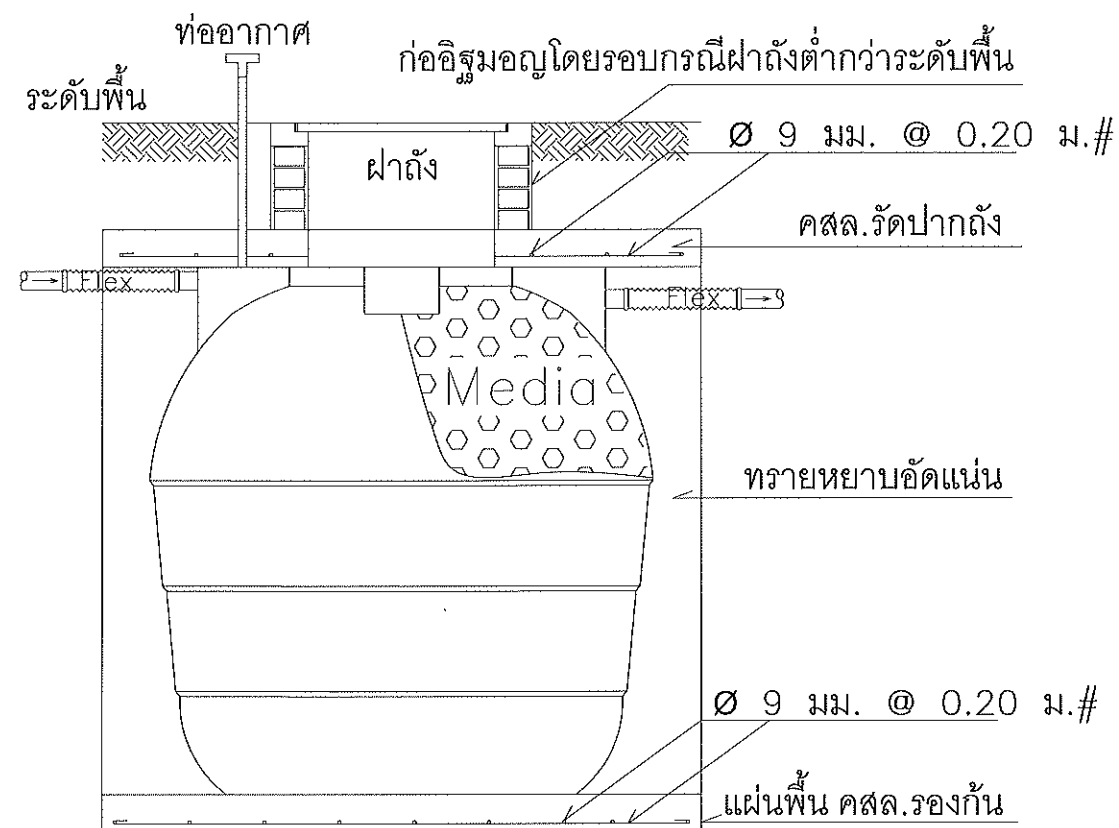 ท่ออากาศ
ก่ออิฐมอญโดยรอบกรณีฝาถังต่ำกว่าระดับพื้น
ระดับพื้น
Ø 9 มม. @ 0.20 ม.#
ฝาถัง
คสล.รัดปากถัง
Flex
Flex
Media
ทรายหยาบอัดแน่น
Ø 9 มม. @ 0.20 ม.#
แผ่นพื้น คสล.รองก้น